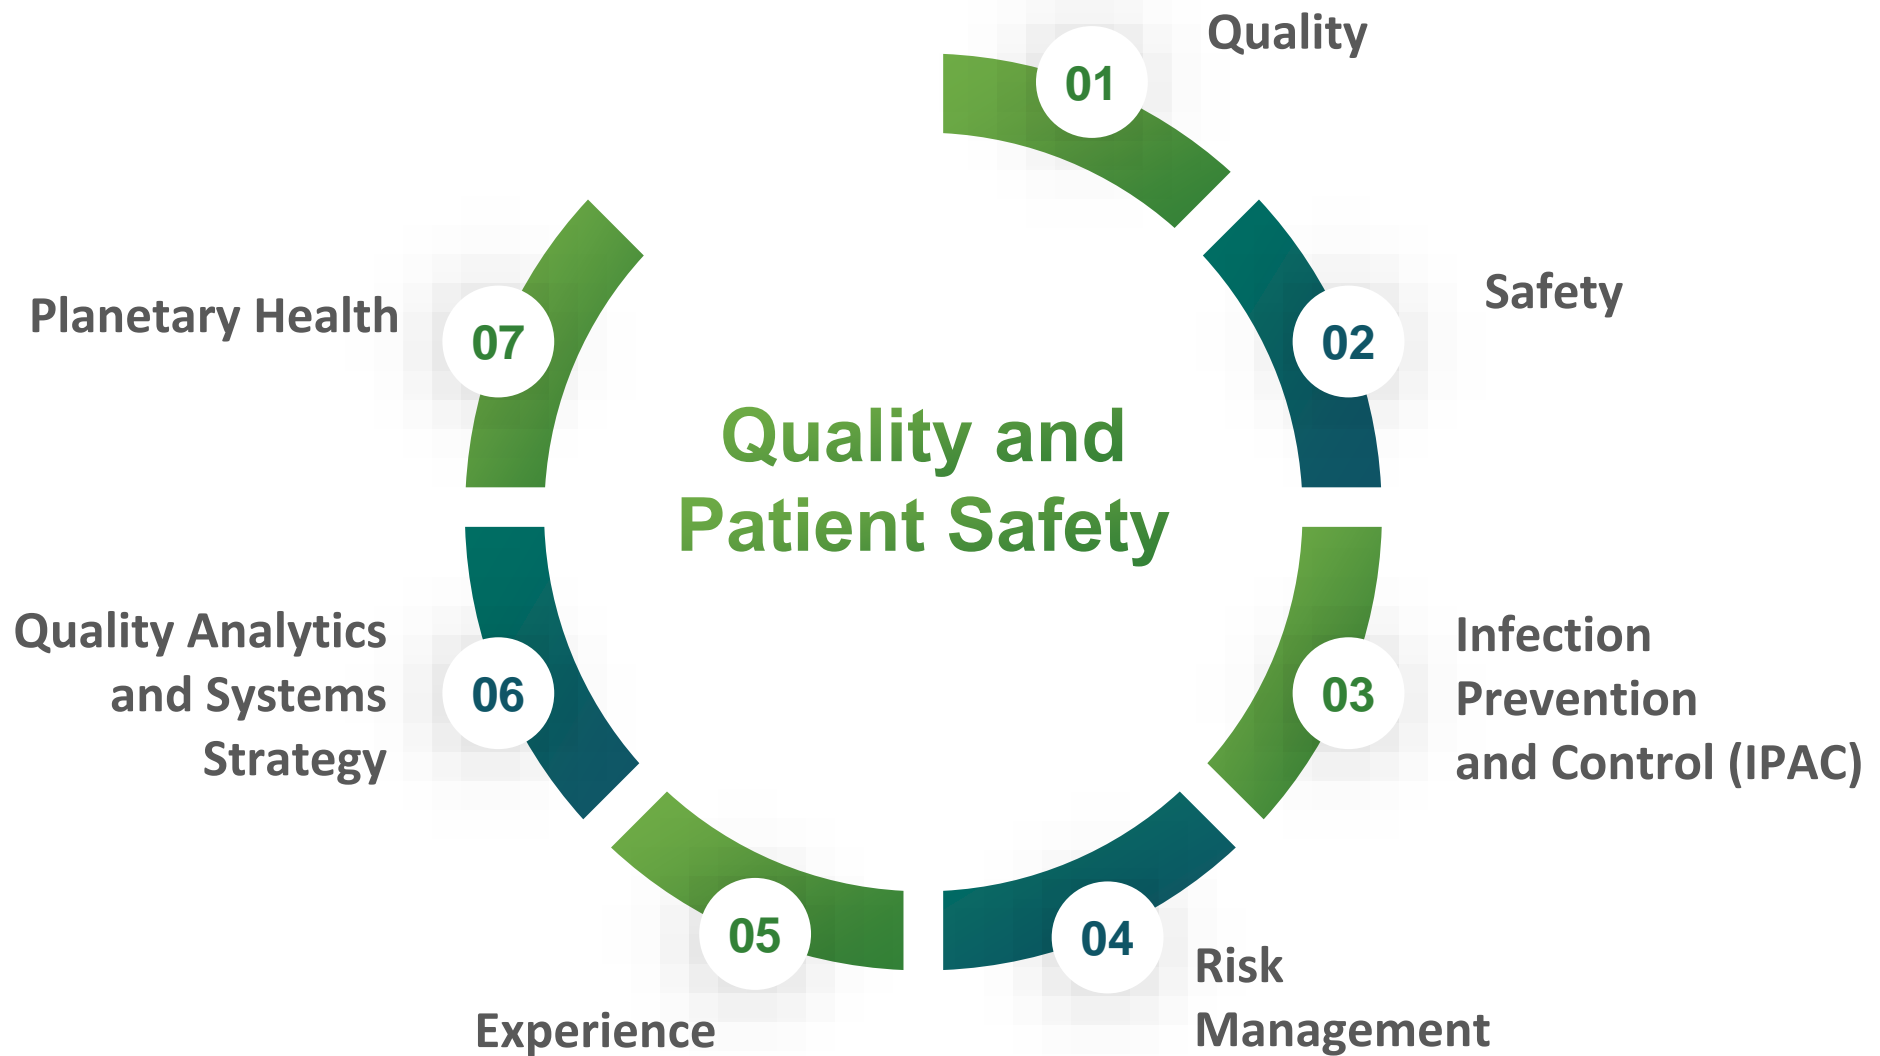 01
Quality
02
Safety
03
Infection
Prevention
and Control (IPAC)
04
Risk
Management
05
Experience
06
Quality Analytics
and Systems
Strategy
07
Planetary Health
Quality and
Patient Safety